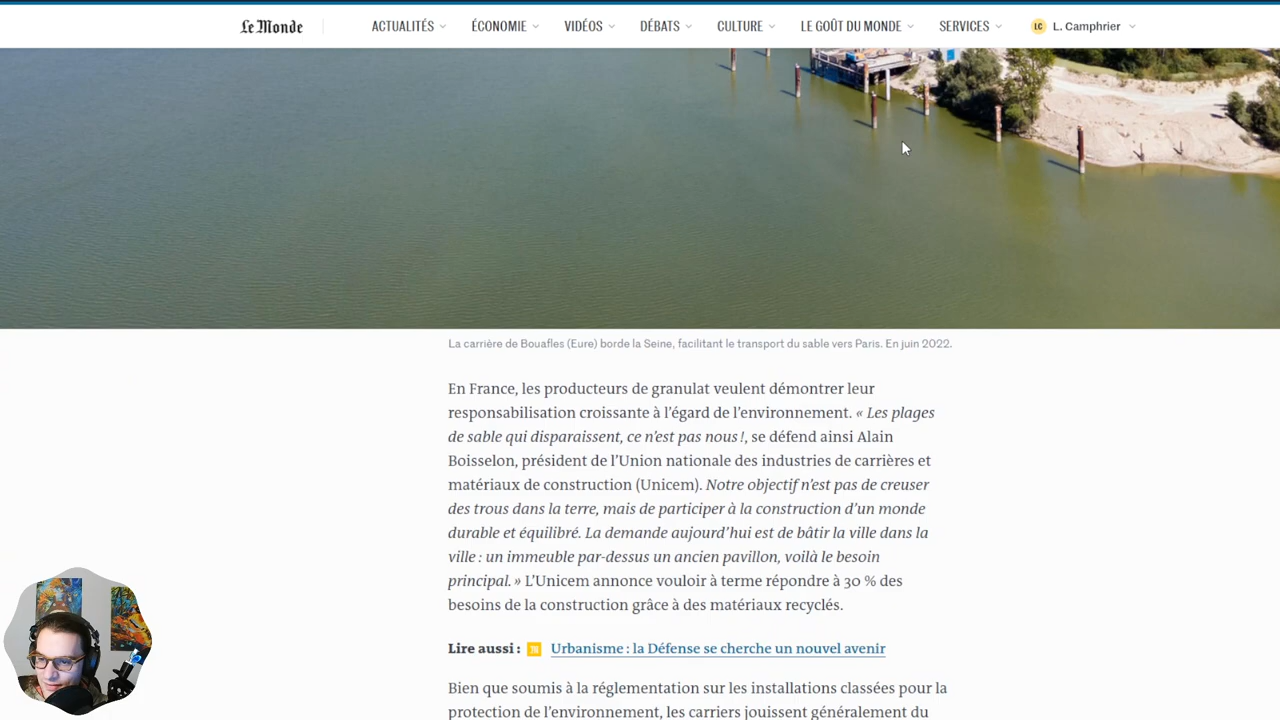 Le Monde
ACTUALITÉS
ÉCONOMIE
VIDÉOS
DÉBATS
CULTURE
LE GOÛT DU MONDE
SERVICES
LC
L. Camphrier
La carrière de Bouafles (Eure) borde la Seine, facilitant le transport du sable vers Paris. En juin 2022.
En France, les producteurs de granulat veulent démontrer leur
responsabilisation croissante à l’égard de l’environnement. « Les plages
de sable qui disparaissent, ce n’est pas nous !, se défend ainsi Alain
Boisselon, président de l’Union nationale des industries de carrières et
matériaux de construction (Unicem). Notre objectif n’est pas de creuser
des trous dans la terre, mais de participer à la construction d’un monde
durable et équilibré. La demande aujourd’hui est de bâtir la ville dans la
ville : un immeuble par-dessus un ancien pavillon, voilà le besoin
principal. » L’Unicem annonce vouloir à terme répondre à 30 % des
besoins de la construction grâce à des matériaux recyclés.
Lire aussi : Urbanisme : la Défense se cherche un nouvel avenir
Bien que soumis à la réglementation sur les installations classées pour la
protection de l’environnement, les carriers jouissent généralement du